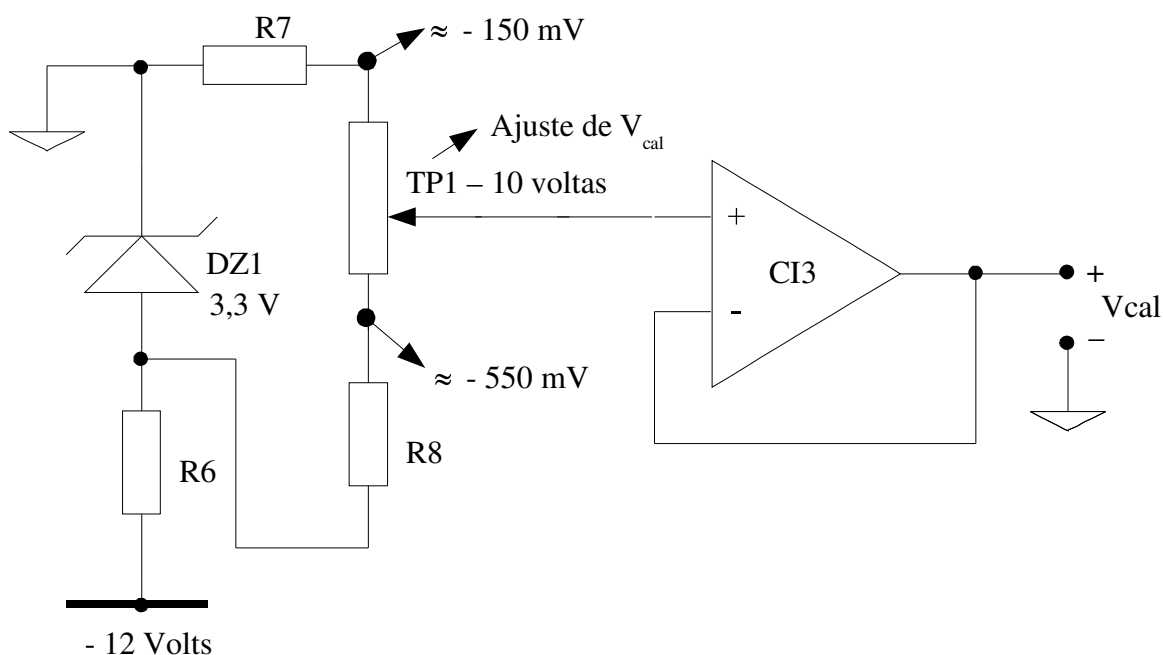 R7
≈ - 150 mV
Ajuste de Vcal
TP1 – 10 voltas
+
DZ1
CI3
+
3,3 V
-
Vcal
–
≈ - 550 mV
R8
R6
- 12 Volts